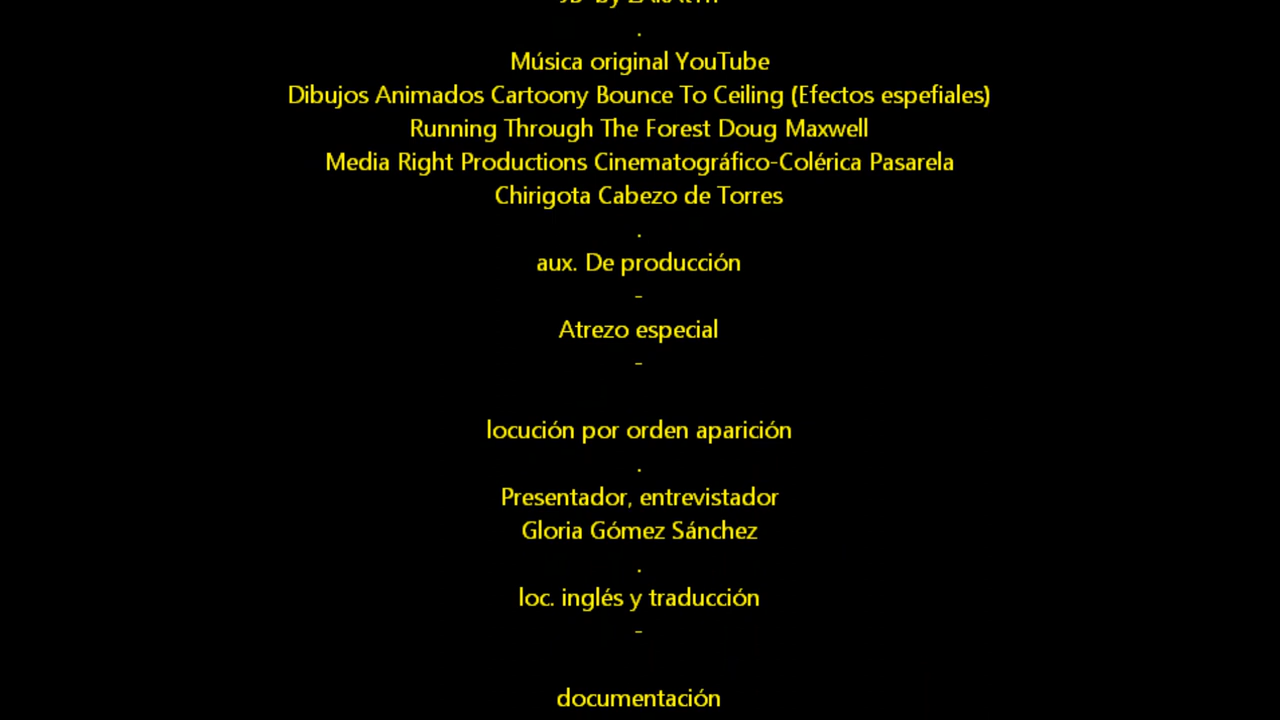 by
.
Música original YouTube
Dibujos Animados Cartoony Bounce To Ceiling (Efectos espefiales)
Running Through The Forest Doug Maxwell
Media Right Productions Cinematográfico-Colérica Pasarela
Chirigota Cabezo de Torres
.
aux. De producción
-
Atrezo especial
-
locución por orden aparición
.
Presentador, entrevistador
Gloria Gómez Sánchez
.
loc. inglés y traducción
-
documentación